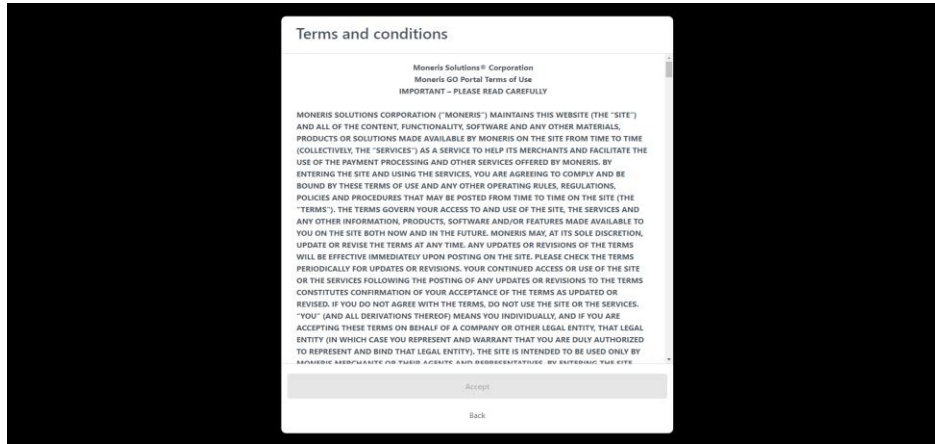 Terms and conditions
Moneris Solutions® Corporation
Moneris GO Portal Terms of Use
IMPORTANT – PLEASE READ CAREFULLY
MONERIS SOLUTIONS CORPORATION ("MONERIS") MAINTAINS THIS WEBSITE (THE "SITE")
AND ALL OF THE CONTENT, FUNCTIONALITY, SOFTWARE AND ANY OTHER MATERIALS,
PRODUCTS OR SOLUTIONS MADE AVAILABLE BY MONERIS ON THE SITE FROM TIME TO TIME
(COLLECTIVELY, THE "SERVICES") AS A SERVICE TO HELP ITS MERCHANTS AND FACILITATE THE
USE OF THE PAYMENT PROCESSING AND OTHER SERVICES OFFERED BY MONERIS. BY
ENTERING THE SITE AND USING THE SERVICES, YOU ARE AGREEING TO COMPLY AND BE
BOUND BY THESE TERMS OF USE AND ANY OTHER OPERATING RULES, REGULATIONS,
POLICIES AND PROCEDURES THAT MAY BE POSTED FROM TIME TO TIME ON THE SITE (THE
"TERMS"). THE TERMS GOVERN YOUR ACCESS TO AND USE OF THE SITE, THE SERVICES AND
ANY OTHER INFORMATION, PRODUCTS, SOFTWARE AND/OR FEATURES MADE AVAILABLE TO
YOU ON THE SITE BOTH NOW AND IN THE FUTURE. MONERIS MAY, AT ITS SOLE DISCRETION,
UPDATE OR REVISE THE TERMS AT ANY TIME. ANY UPDATES OR REVISIONS OF THE TERMS
WILL BE EFFECTIVE IMMEDIATELY UPON POSTING ON THE SITE. PLEASE CHECK THE TERMS
PERIODICALLY FOR UPDATES OR REVISIONS. YOUR CONTINUED ACCESS OR USE OF THE SITE
OR THE SERVICES FOLLOWING THE POSTING OF ANY UPDATES OR REVISIONS TO THE TERMS
CONSTITUTES CONFIRMATION OF YOUR ACCEPTANCE OF THE TERMS AS UPDATED OR
REVISED. IF YOU DO NOT AGREE WITH THE TERMS, DO NOT USE THE SITE OR THE SERVICES.
"YOU" (AND ALL DERIVATIONS THEREOF) MEANS YOU INDIVIDUALLY, AND IF YOU ARE
ACCEPTING THESE TERMS ON BEHALF OF A COMPANY OR OTHER LEGAL ENTITY, THAT LEGAL
ENTITY (IN WHICH CASE YOU REPRESENT AND WARRANT THAT YOU ARE DULY AUTHORIZED
TO REPRESENT AND BIND THAT LEGAL ENTITY). THE SITE IS INTENDED TO BE USED ONLY BY
MONERIS MERCHANTS OR THEIR AGENTS AND REPRESENTATIVES. BY ENTERING THE SITE
Accept
Back